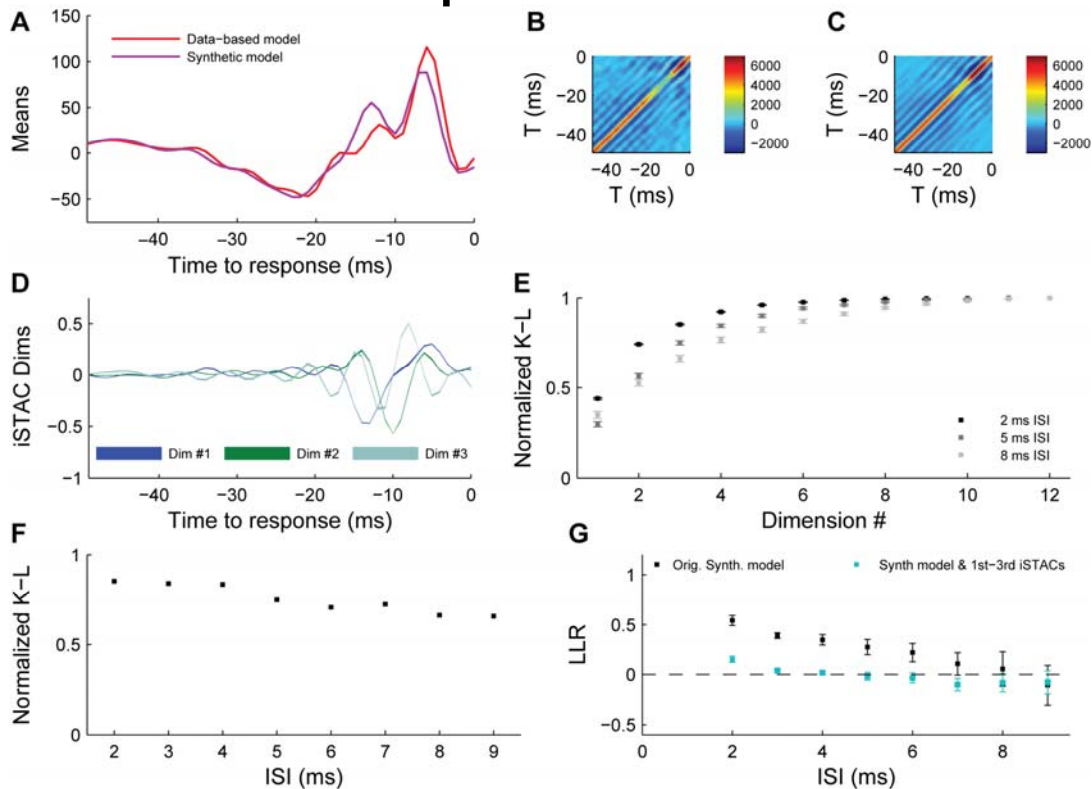 A
150
100
50
0
−50
Means
Data−based model
Synthetic model
−40
−30
−20
−10
0
Time to response (ms)
B
0
−20
−40
T (ms)
−40
−20
0
T (ms)
6000
4000
2000
0
−2000
C
0
−20
−40
T (ms)
−40
−20
0
T (ms)
6000
4000
2000
0
−2000
D
0.5
0
−0.5
−1
iSTAC Dims
Dim #1
Dim #2
Dim #3
−40
−30
−20
−10
0
Time to response (ms)
E
1
0.5
0
Normalized K−L
2 ms ISI
5 ms ISI
8 ms ISI
2
4
6
8
10
12
Dimension #
F
1
0.5
0
Normalized K−L
2
3
4
5
6
7
8
9
ISI (ms)
G
1
0.5
0
−0.5
LLR
Orig. Synth. model
Synth model & 1st−3rd iSTACs
0
2
4
6
8
ISI (ms)